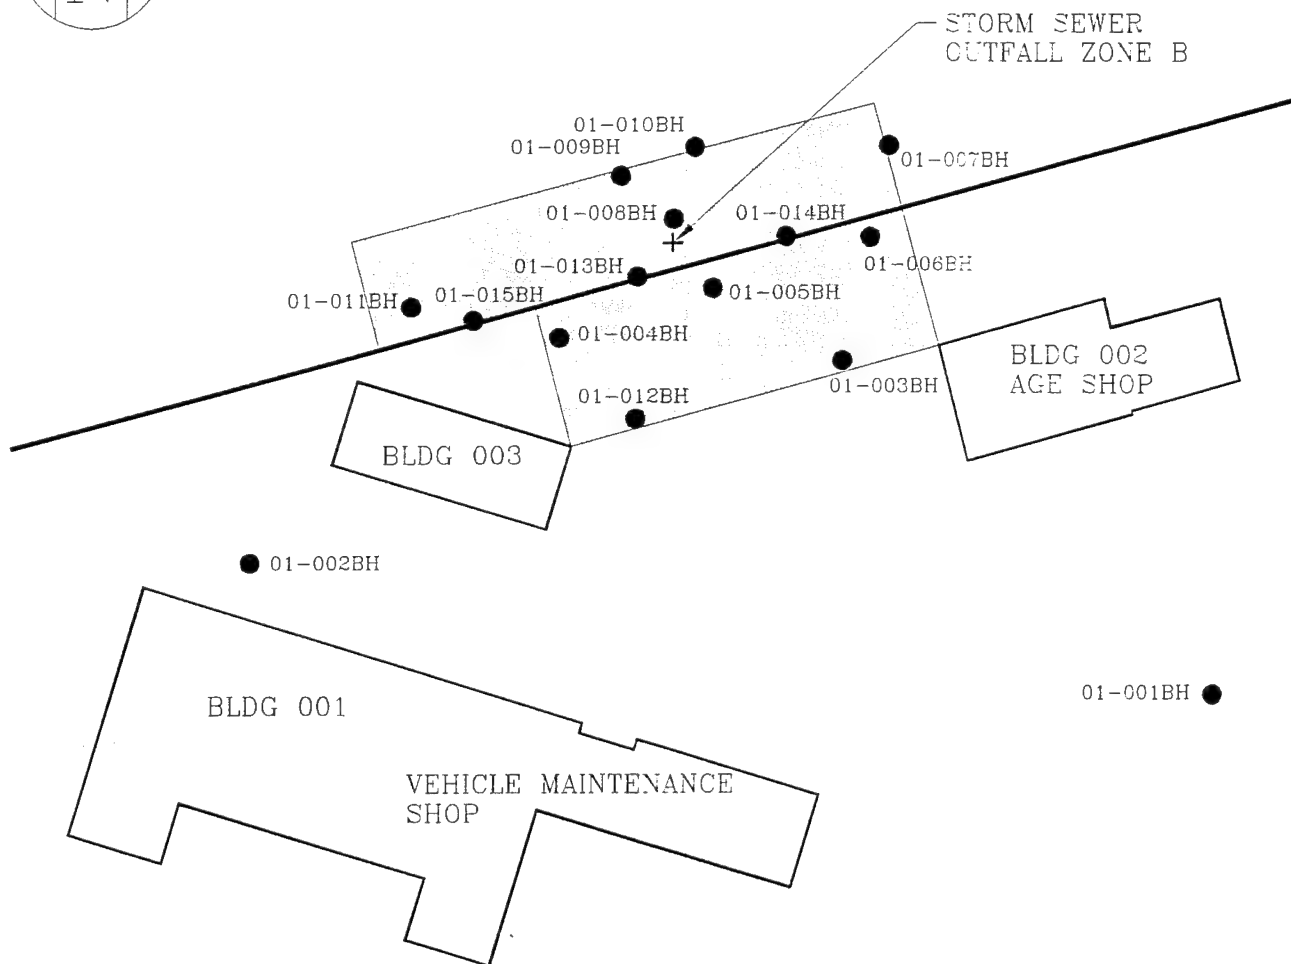 STORM SEWER
OUTFALL ZONE B
01-010BH
01-009BH
01-007BH
01-008BH
01-014BH
01-006BH
01-013BH
01-005BH
01-011BH
01-015BH
01-004BH
BLDG 002
AGE SHOP
01-003BH
01-012BH
BLDG 003
01-002BH
01-001BH
BLDG 001
VEHICLE MAINTENANCE
SHOP